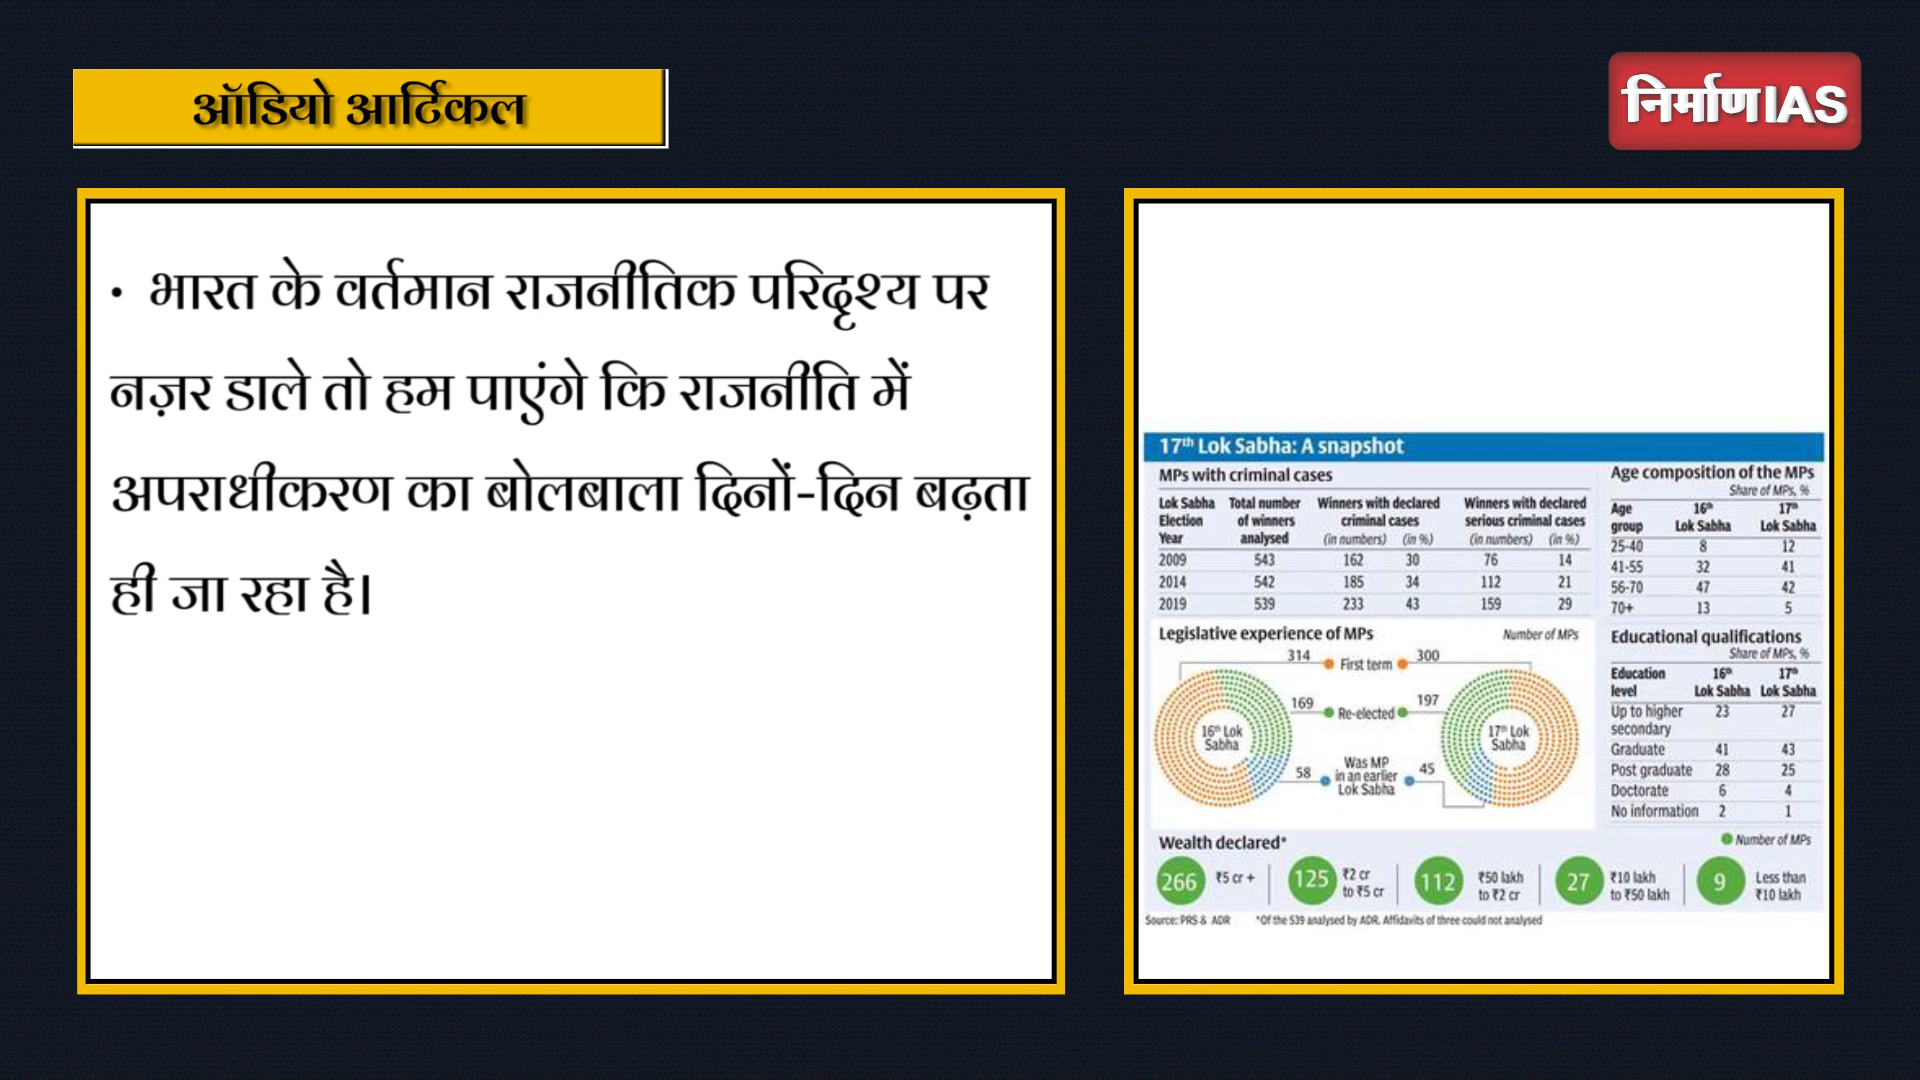 ऑडियो आर्टिकल
निर्माण IAS
• भारत के वर्तमान राजनीतिक परिदृश्य पर
नज़र डाले तो हम पाएंगे कि राजनीति में
अपराधीकरण का बोलबाला दिनों-दिन बढ़ता
ही जा रहा है।
17th Lok Sabha: A snapshot
MPs with criminal cases
Lok Sabha Election Year Total number of winners analysed Winners with declared criminal cases (in numbers) (in %) Winners with declared serious criminal cases (in numbers) (in %)
2009 543 162 30 76 14
2014 542 185 34 112 21
2019 539 233 43 159 29
Legislative experience of MPs Number of MPs
314 First term 300
169 Re-elected 197
16th Lok Sabha
17th Lok Sabha
58 Was MP in an earlier Lok Sabha 45
Age composition of the MPs
Share of MPs, %
Age group 16th Lok Sabha 17th Lok Sabha
25-40 8 12
41-55 32 41
56-70 47 42
70+ 13 5
Educational qualifications
Share of MPs, %
Education level 16th Lok Sabha 17th Lok Sabha
Up to higher secondary 23 27
Graduate 41 43
Post graduate 28 25
Doctorate 6 4
No information 2 1
Wealth declared* Number of MPs
266 ₹5 cr +
125 ₹2 cr to ₹5 cr
112 ₹50 lakh to ₹2 cr
27 ₹10 lakh to ₹50 lakh
9 Less than ₹10 lakh
Source: PRS & ADR *Of the 539 analysed by ADR. Affidavits of three could not analysed